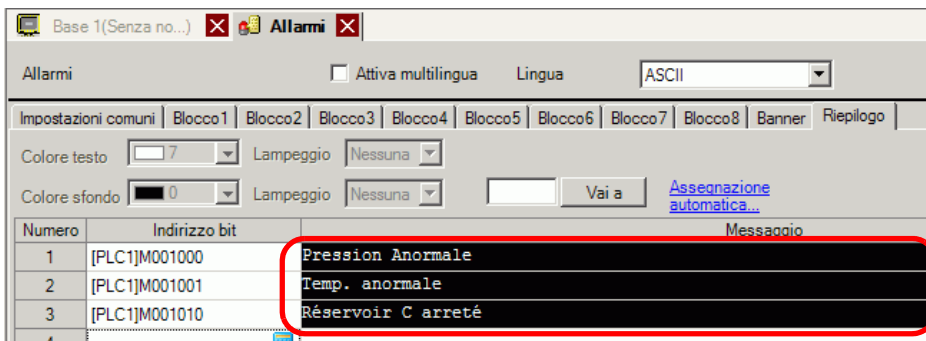 Base 1(Senza no...) Allarmi
Allarmi Attiva multilingua Lingua ASCII
Impostazioni comuni Blocco1 Blocco2 Blocco3 Blocco4 Blocco5 Blocco6 Blocco7 Blocco8 Banner Riepilogo
Colore testo 7 Lampeggio Nessuna
Colore sfondo 0 Lampeggio Nessuna Vai a Assegnazione
automatica...
Numero Indirizzo bit Messaggio
1 [PLC1]M001000 Pression Anormale
2 [PLC1]M001001 Temp. anormale
3 [PLC1]M001010 Réservoir C arreté
4